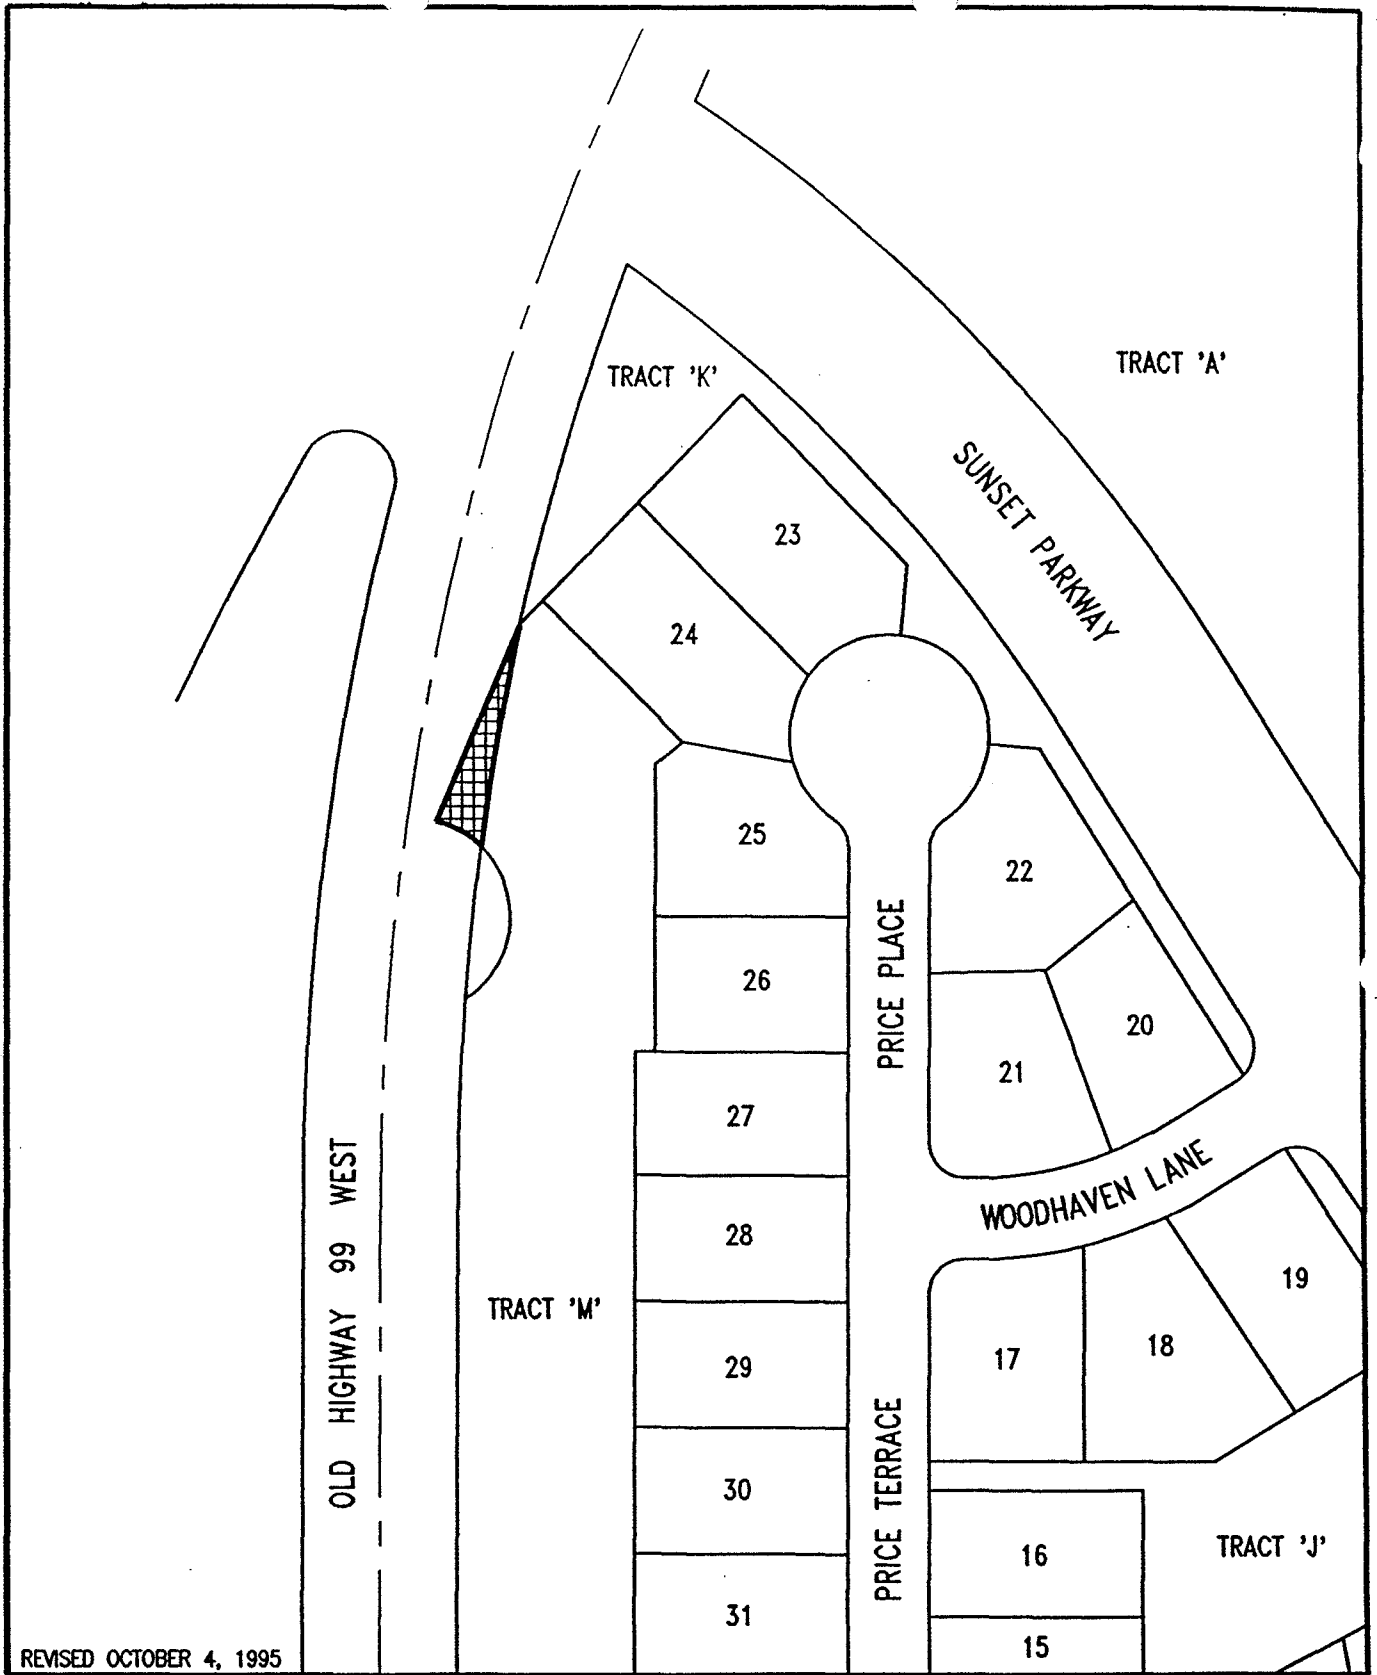 TRACT 'A'
TRACT 'K'
SUNSET PARKWAY
23
24
25
22
PRICE PLACE
26
20
21
27
WOODHAVEN LANE
OLD HIGHWAY 99 WEST
28
19
TRACT 'M'
18
17
29
PRICE TERRACE
30
TRACT 'J'
16
31
15
REVISED OCTOBER 4, 1995